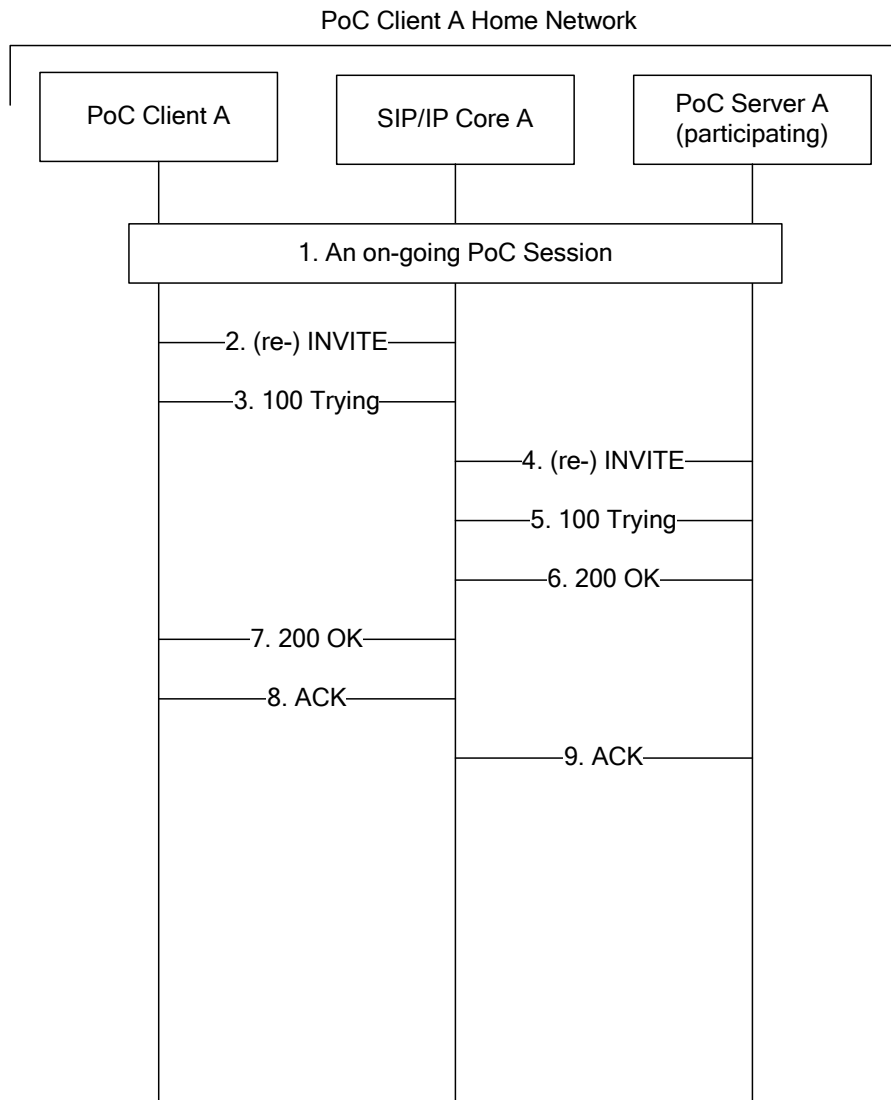 PoC Client A Home Network
PoC Client A
SIP/IP Core A
PoC Server A
(participating)
1. An on-going PoC Session
2. (re-) INVITE
3. 100 Trying
4. (re-) INVITE
5. 100 Trying
6. 200 OK
7. 200 OK
8. ACK
9. ACK